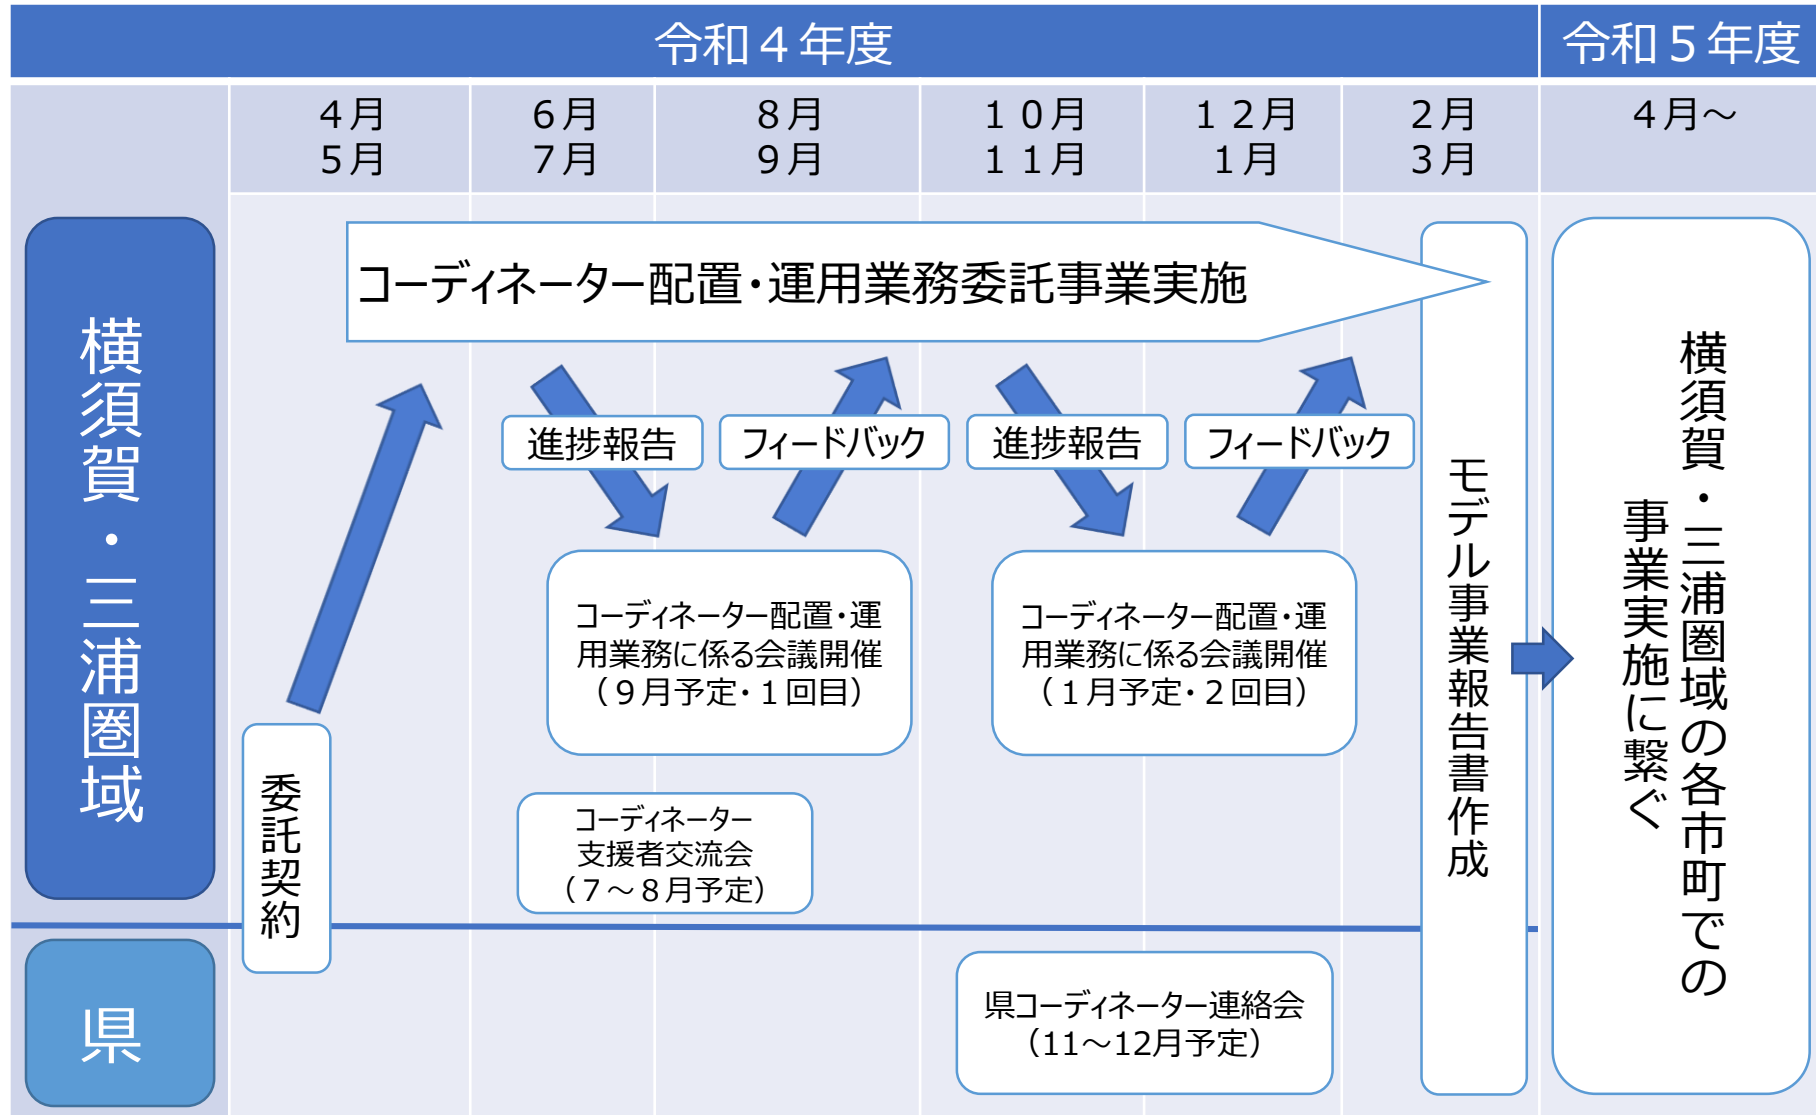 令和４年度
令和５年度
４月
５月
６月
７月
８月
９月
１０月
１１月
１２月
１月
２月
３月
４月～
横須賀・三浦圏域
コーディネーター配置・運用業務委託事業実施
進捗報告
フィードバック
進捗報告
フィードバック
コーディネーター配置・運
用業務に係る会議開催
（９月予定・１回目）
コーディネーター配置・運
用業務に係る会議開催
（１月予定・２回目）
委託契約
コーディネーター
支援者交流会
（７～８月予定）
モデル事業報告書作成
横須賀・三浦圏域の各市町での
事業実施に繋ぐ
県
県コーディネーター連絡会
（11～12月予定）